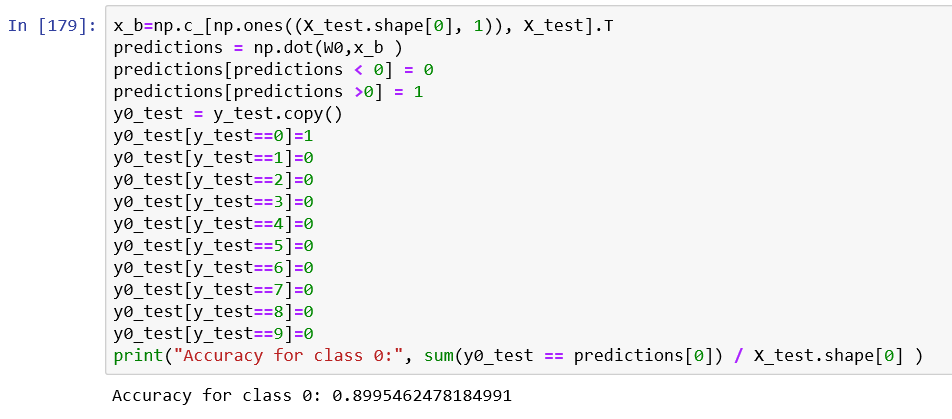 In [179]: x_b=np.c_[np.ones((X_test.shape[0], 1)), X_test].T
predictions = np.dot(W0,x_b )
predictions[predictions < 0] = 0
predictions[predictions >0] = 1
y0_test = y_test.copy()
y0_test[y_test==0]=1
y0_test[y_test==1]=0
y0_test[y_test==2]=0
y0_test[y_test==3]=0
y0_test[y_test==4]=0
y0_test[y_test==5]=0
y0_test[y_test==6]=0
y0_test[y_test==7]=0
y0_test[y_test==8]=0
y0_test[y_test==9]=0
print("Accuracy for class 0:", sum(y0_test == predictions[0]) / X_test.shape[0] )
Accuracy for class 0: 0.8995462478184991